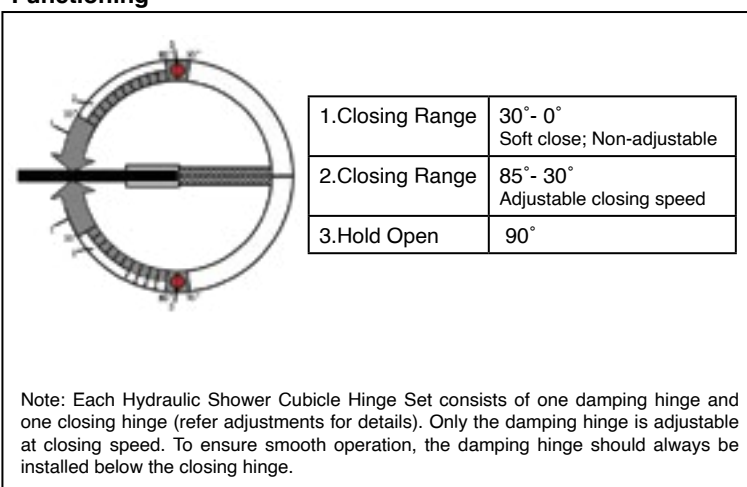 Functioning
1.Closing Range 30˚- 0˚
Soft close; Non-adjustable
2.Closing Range 85˚- 30˚
Adjustable closing speed
3.Hold Open 90˚
Note: Each Hydraulic Shower Cubicle Hinge Set consists of one damping hinge and
one closing hinge (refer adjustments for details). Only the damping hinge is adjustable
at closing speed. To ensure smooth operation, the damping hinge should always be
installed below the closing hinge.